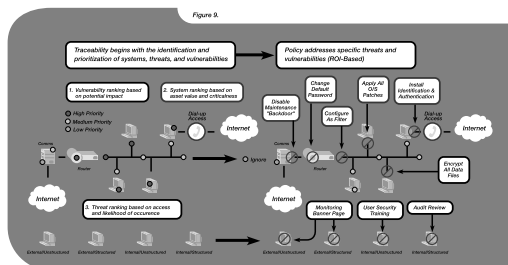 Figure 9.
Traceability begins with the identification and
prioritization of systems, threats, and vulnerabilities
Policy addresses specific threats and
vulnerabilities (ROI-Based)
1. Vulnerability ranking based
on potential impact
2. System ranking based on
asset value and criticalness
High Priority
Medium Priority
Low Priority
Dial-up
Access
Internet
Comms
Router
Internet
Ignore
3. Threat ranking based on access
and likelihood of occurence
External/Unstructured
External/Structured
Internal/Unstructured
Internal/Structured
Disable
Maintenance
"Backdoor"
Change
Default
Password
Configure
As Filter
Apply All
O/S
Patches
Install
Identification &
Authentication
Dial-up
Access
Internet
Comms
Router
Internet
Encrypt
All Data
Files
Monitoring
Banner Page
User Security
Training
Audit Review
External/Unstructured
External/Structured
Internal/Unstructured
Internal/Structured